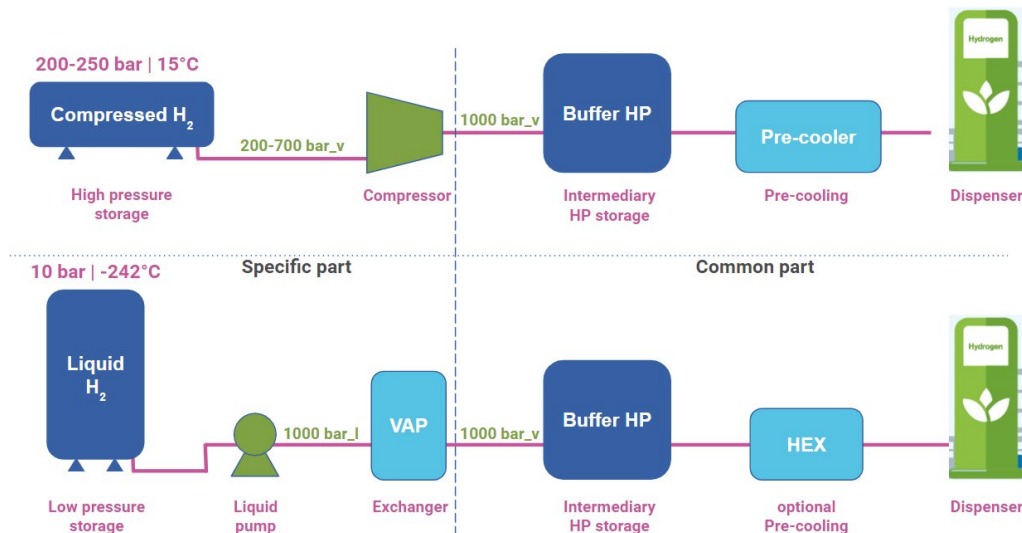 200-250 bar | 15°C
Compressed H₂
200-700 bar_v
1000 bar_v
Buffer HP
Pre-cooler
Hydrogen
High pressure
storage
Compressor
Intermediary
HP storage
Pre-cooling
Dispenser
Specific part
Common part
10 bar | -242°C
Liquid
H₂
1000 bar_l
VAP
1000 bar_v
Buffer HP
HEX
Hydrogen
Low pressure
storage
Liquid
pump
Exchanger
Intermediary
HP storage
optional
Pre-cooling
Dispenser